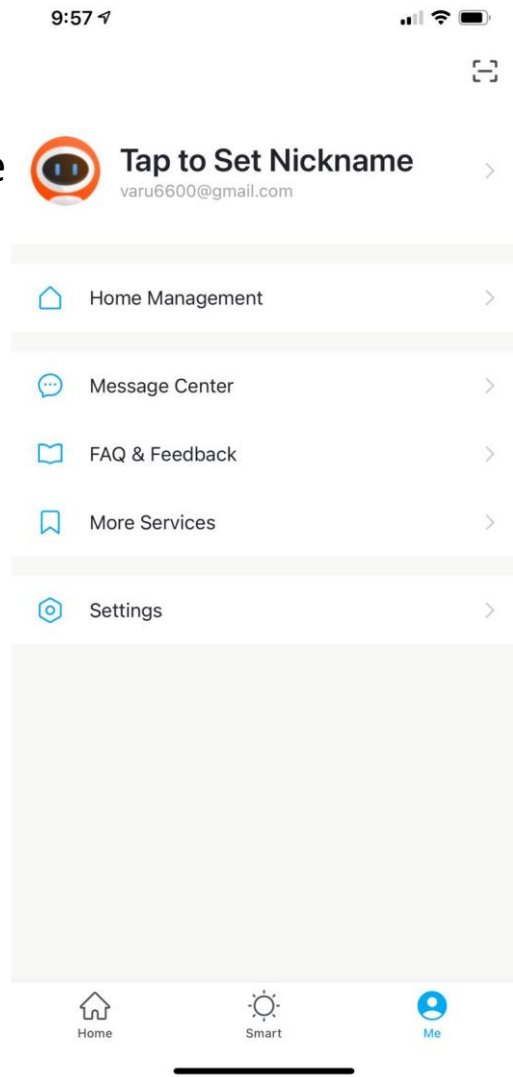 9:57
e
Tap to Set Nickname
varu6600@gmail.com
Home Management
Message Center
FAQ & Feedback
More Services
Settings
Home
Smart
Me